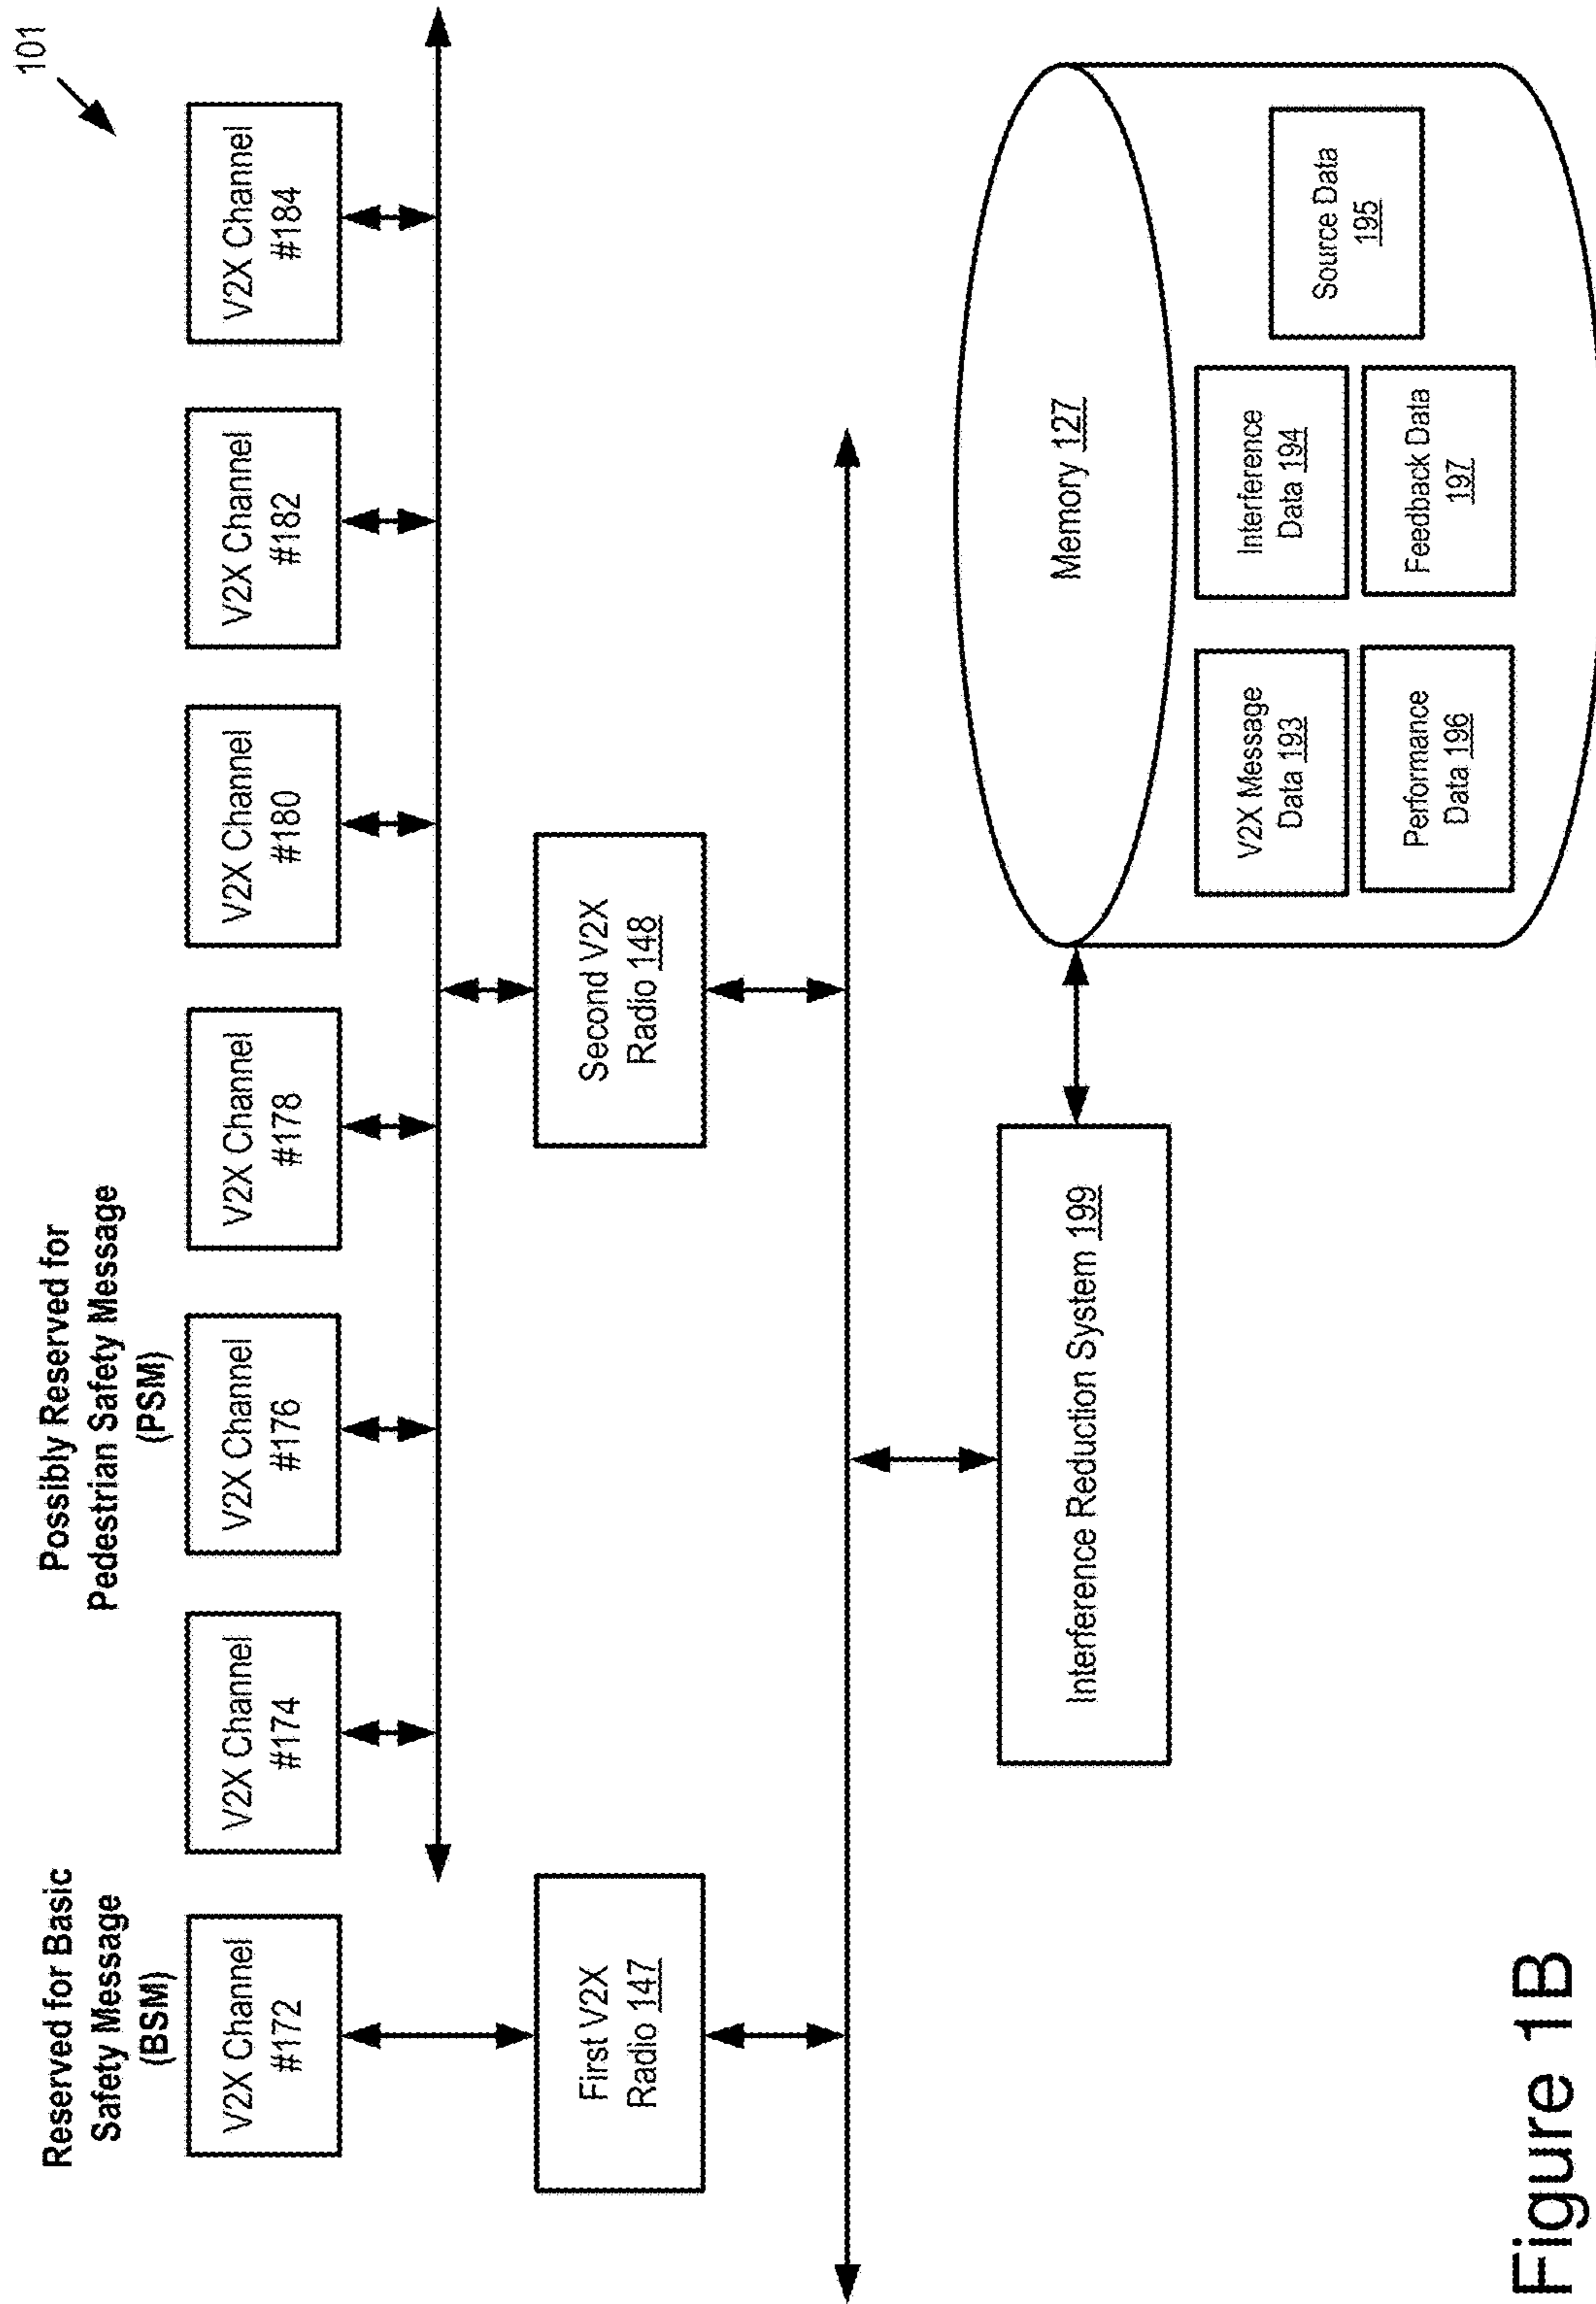 101
Reserved for Basic
Safety Message
(BSM)
Possibly Reserved for
Pedestrian Safety Message
(PSM)
V2X Channel
#172
V2X Channel
#174
V2X Channel
#176
V2X Channel
#178
V2X Channel
#180
V2X Channel
#182
V2X Channel
#184
First V2X
Radio 147
Second V2X
Radio 148
Interference Reduction System 199
Memory 127
V2X Message
Data 193
Interference
Data 194
Source Data
195
Performance
Data 196
Feedback Data
197
Figure 1B